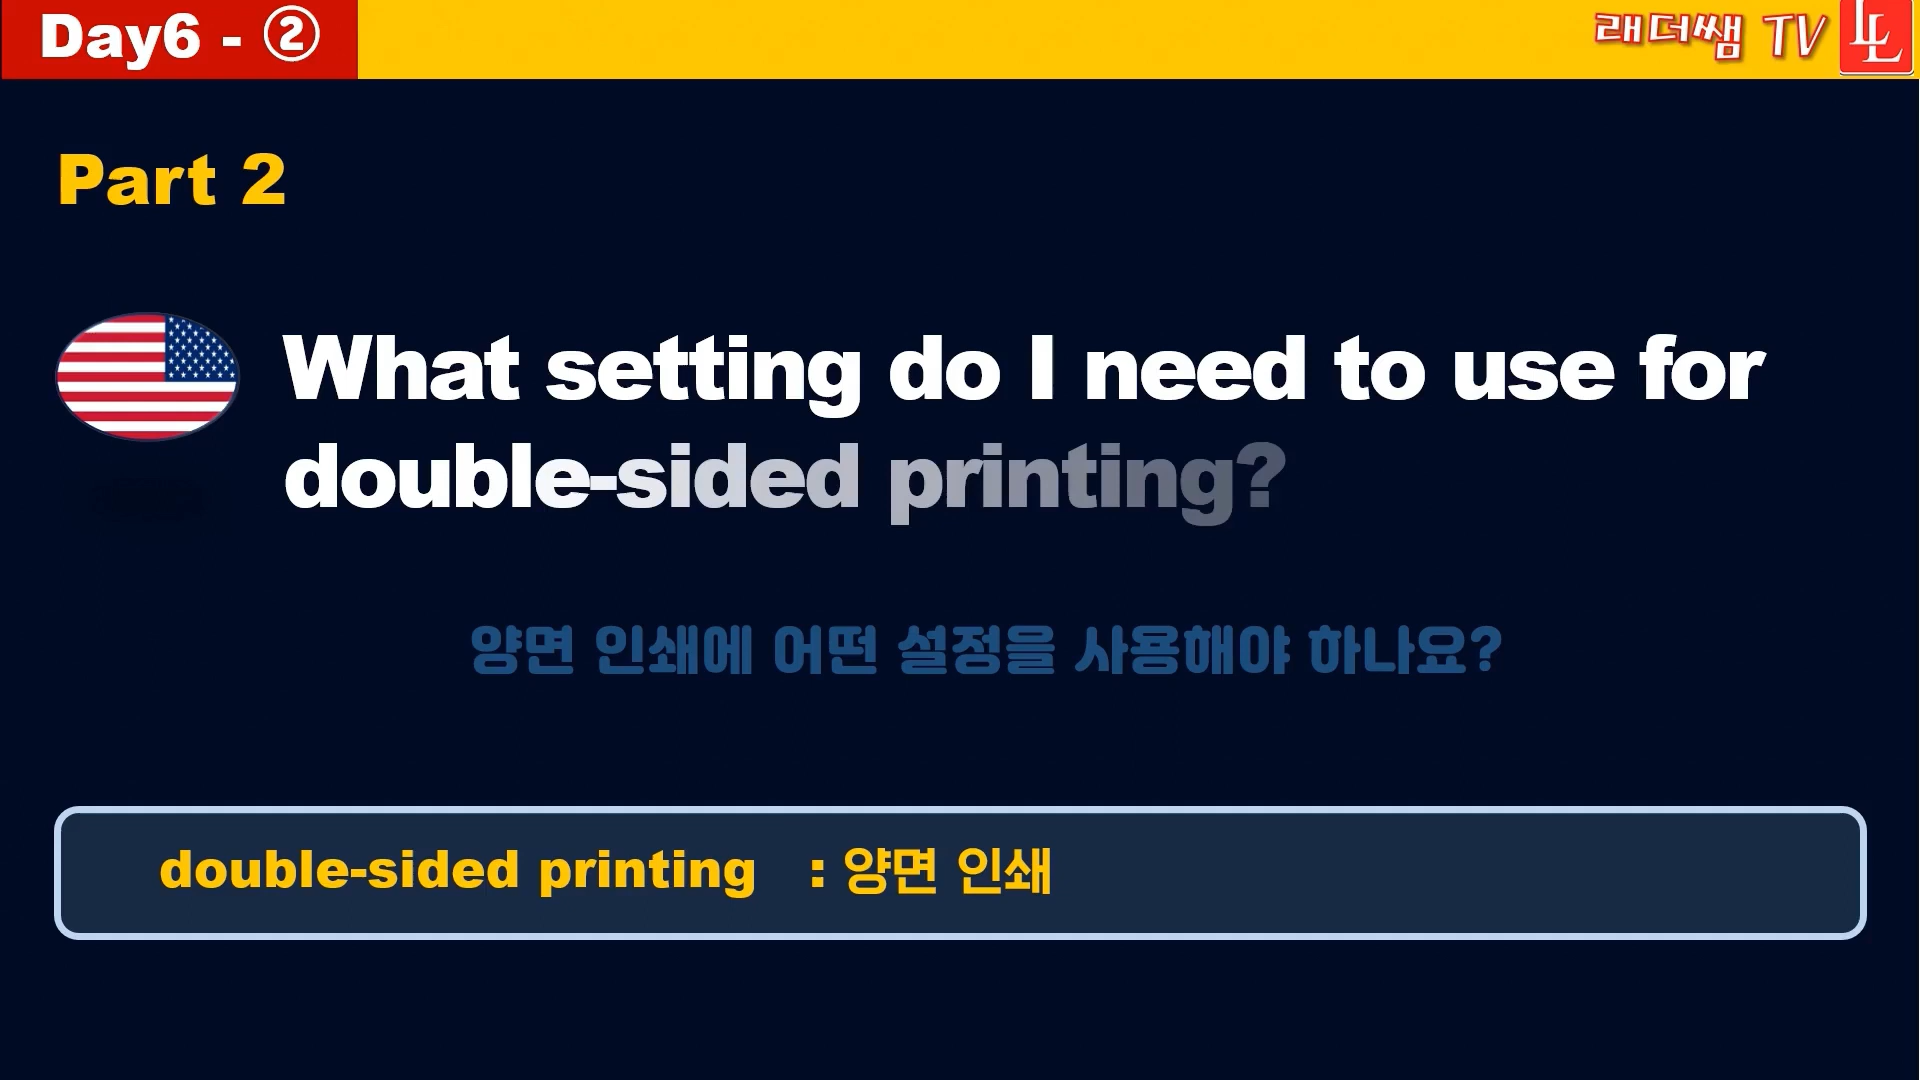 Day6 - ②
래더쌤 TV
LL
Part 2
What setting do I need to use for
double-sided printing?
양면 인쇄에 어떤 설정을 사용해야 하나요?
double-sided printing : 양면 인쇄